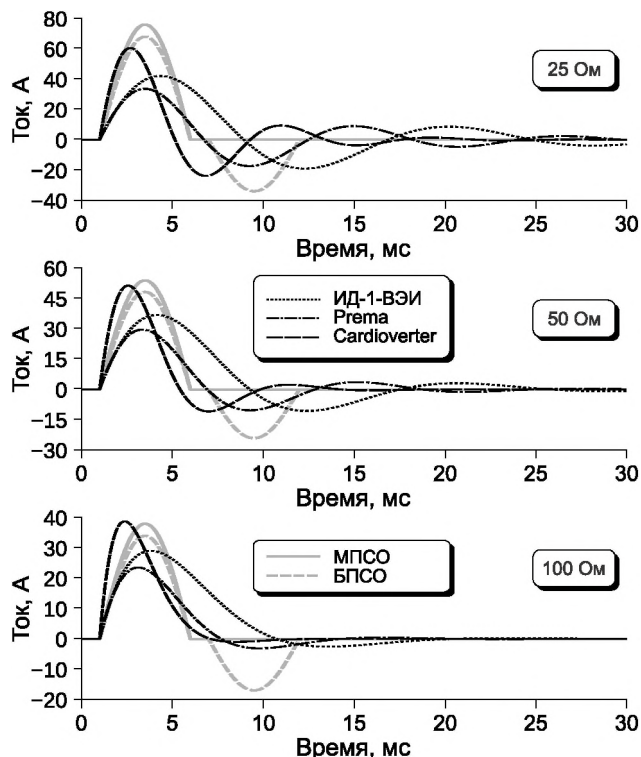 80
60
40
20
0
−20
−40
Ток, А
25 Ом
0 5 10 15 20 25 30
Время, мс
60
45
30
15
0
−15
−30
Ток, А
ИД-1-ВЭИ
Prema
Cardioverter
50 Ом
0 5 10 15 20 25 30
Время, мс
40
30
20
10
0
−10
−20
Ток, А
МПСО
БПСО
100 Ом
0 5 10 15 20 25 30
Время, мс